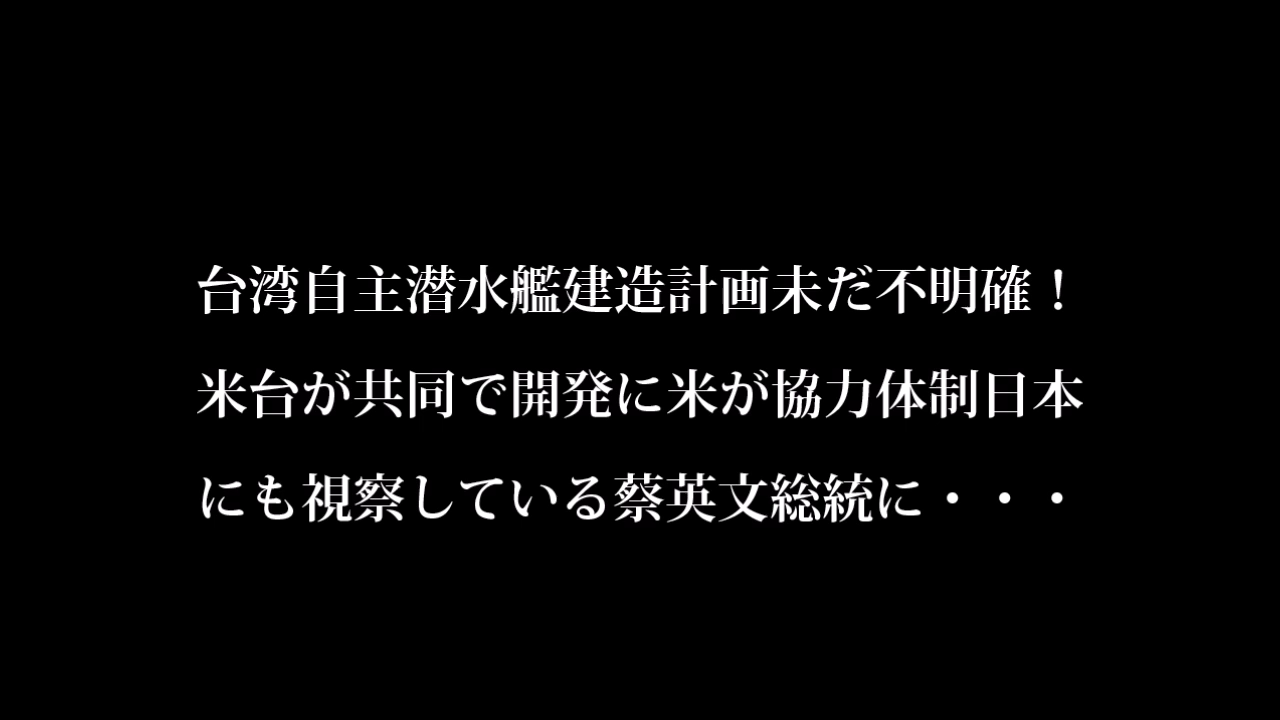 台湾自主潜水艦建造計画未だ不明確！
米台が共同で開発に米が協力体制日本
にも視察している蔡英文総統に・・・